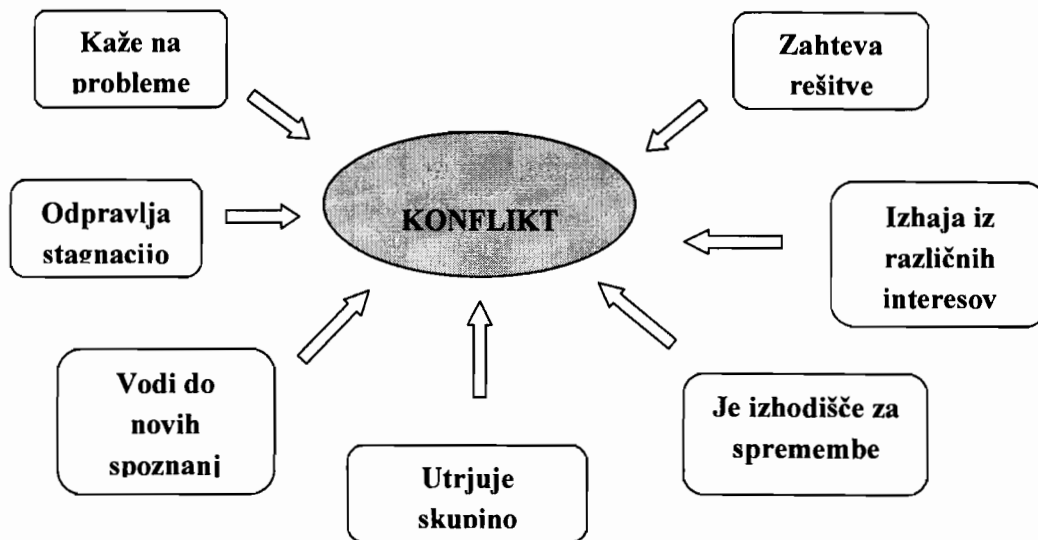 Kaže na
probleme
Zahteva
rešitve
Odpravlja
stagnacijo
KONFLIKT
Izhaja iz
različnih
interesov
Vodi do
novih
spoznanj
Je izhodišče za
spremembe
Utrjuje
skupino